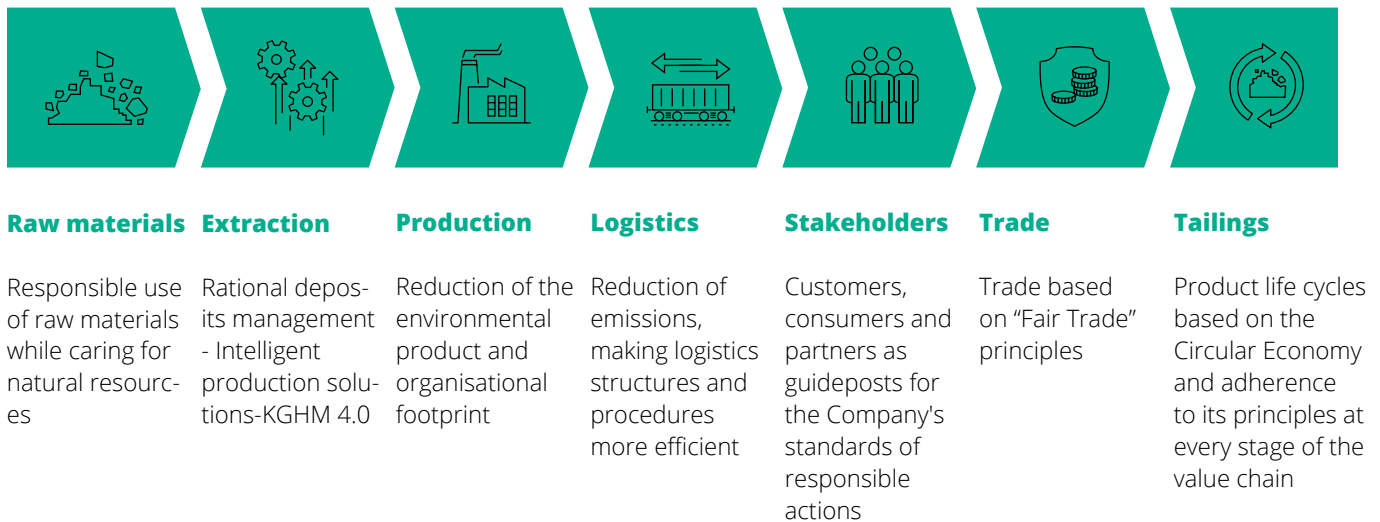 Raw materials
Responsible use
of raw materials
while caring for
natural resourc-
es
Extraction
Rational depos-
its management
- Intelligent
production solu-
tions-KGHM 4.0
Production
Reduction of the
environmental
product and
organisational
footprint
Logistics
Reduction of
emissions,
making logistics
structures and
procedures
more efficient
Stakeholders
Customers,
consumers and
partners as
guideposts for
the Company's
standards of
responsible
actions
Trade
Trade based
on “Fair Trade”
principles
Tailings
Product life cycles
based on the
Circular Economy
and adherence
to its principles at
every stage of the
value chain